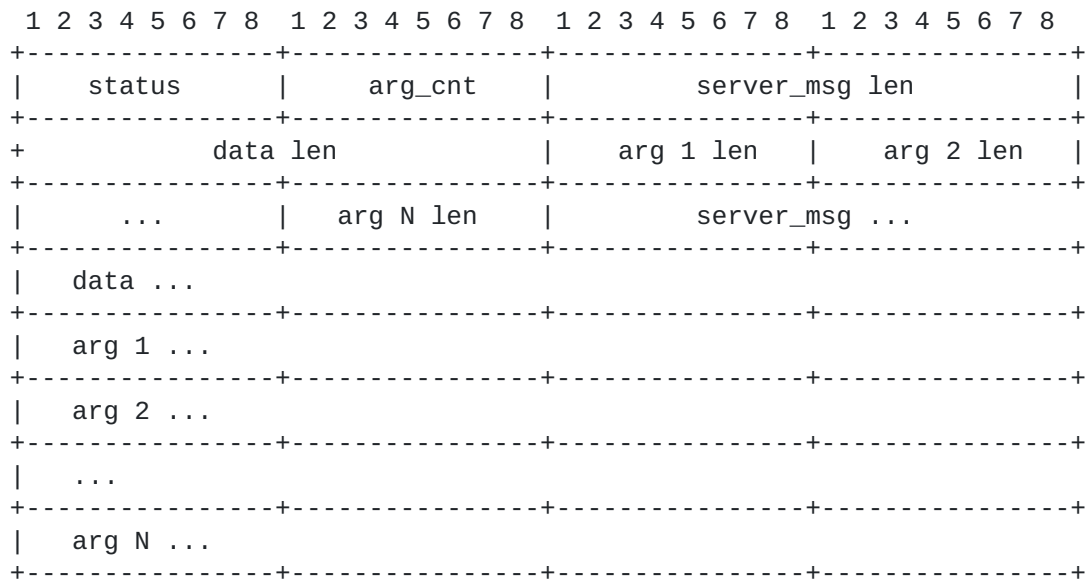 1 2 3 4 5 6 7 8  1 2 3 4 5 6 7 8  1 2 3 4 5 6 7 8  1 2 3 4 5 6 7 8
+----------------+----------------+----------------+----------------+
|    status      |     arg_cnt    |         server_msg len          |
+----------------+----------------+----------------+----------------+
+            data len             |    arg 1 len   |    arg 2 len   |
+----------------+----------------+----------------+----------------+
|      ...       |   arg N len    |         server_msg ...
+----------------+----------------+----------------+----------------+
|   data ...
+----------------+----------------+----------------+----------------+
|   arg 1 ...
+----------------+----------------+----------------+----------------+
|   arg 2 ...
+----------------+----------------+----------------+----------------+
|   ...
+----------------+----------------+----------------+----------------+
|   arg N ...
+----------------+----------------+----------------+----------------+